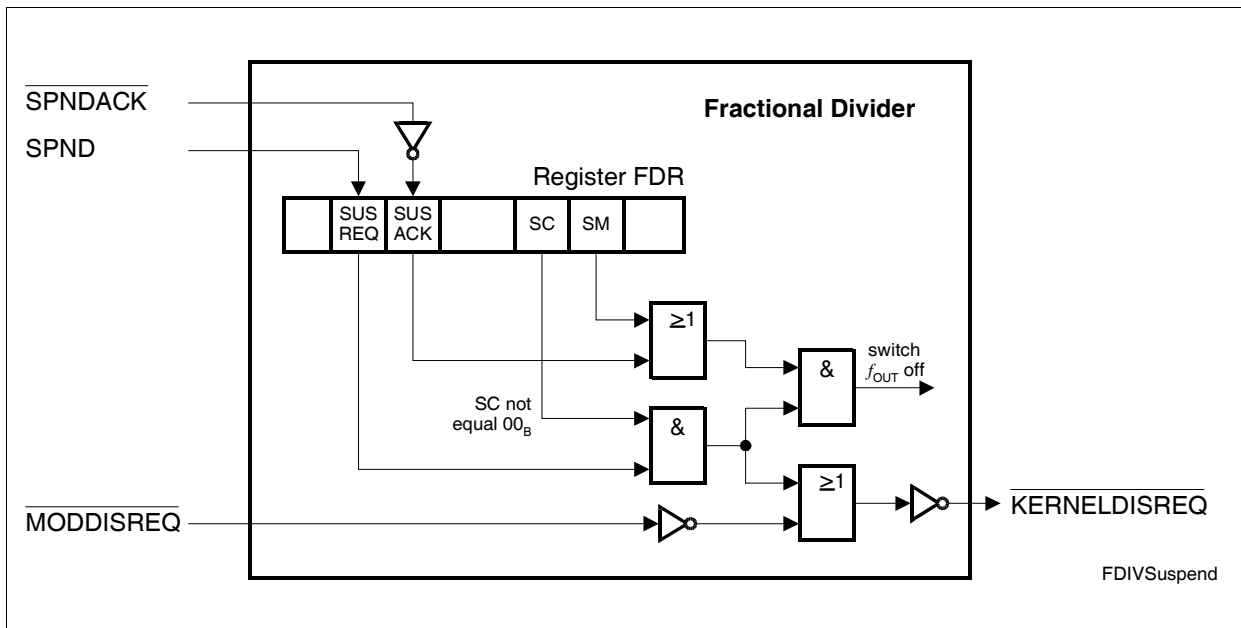 SPNDACK
SPND
Fractional Divider
Register FDR
SUS
REQ
SUS
ACK
SC
SM
≥1
&
switch
fOUT off
SC not
equal 00B
&
≥1
MODDISREQ
KERNELDISREQ
FDIVSuspend